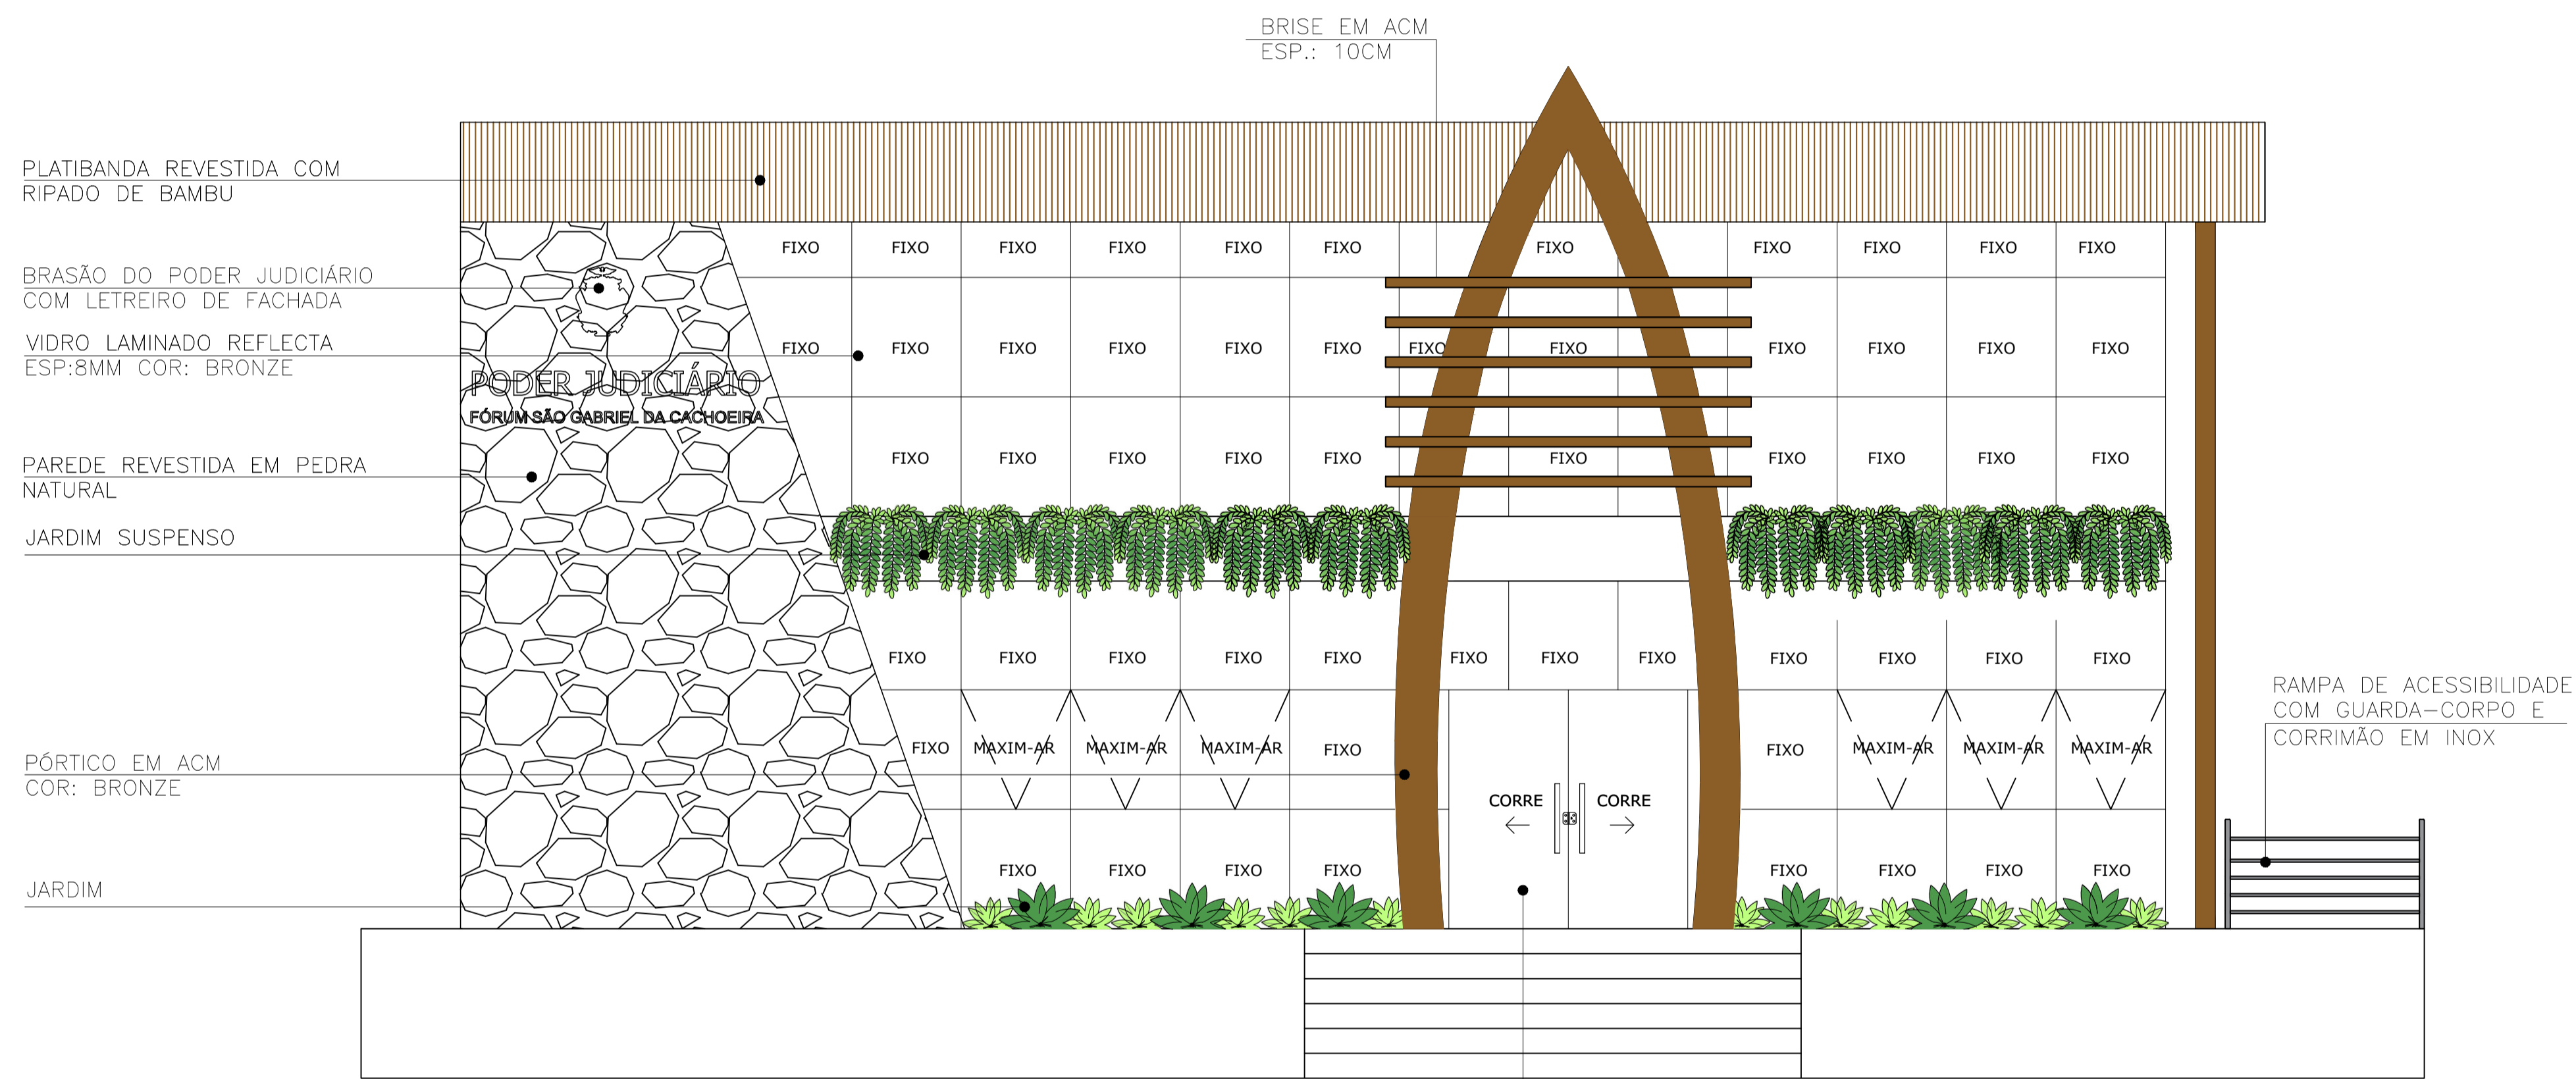 BRISE EM ACM
ESP.: 10CM
PLATIBANDA REVESTIDA COM
RIPADO DE BAMBU
BRASÃO DO PODER JUDICIÁRIO
COM LETREIRO DE FACHADA
VIDRO LAMINADO REFLECTA
ESP:8MM COR: BRONZE
PAREDE REVESTIDA EM PEDRA
NATURAL
JARDIM SUSPENSO
PÓRTICO EM ACM
COR: BRONZE
JARDIM
PODER JUDICIÁRIO
FÓRUM SÃO GABRIEL DA CACHOEIRA
FIXO FIXO FIXO FIXO FIXO FIXO FIXO FIXO FIXO FIXO FIXO
FIXO FIXO FIXO FIXO FIXO FIXO FIXO FIXO FIXO FIXO FIXO FIXO
FIXO FIXO FIXO FIXO FIXO FIXO FIXO FIXO FIXO FIXO
FIXO FIXO FIXO FIXO FIXO FIXO FIXO FIXO FIXO FIXO FIXO FIXO
FIXO MAXIM-AR MAXIM-AR MAXIM-AR FIXO FIXO MAXIM-AR MAXIM-AR MAXIM-AR
CORRE CORRE
FIXO FIXO FIXO FIXO FIXO FIXO FIXO FIXO
RAMPA DE ACESSIBILIDADE
COM GUARDA-CORPO E
CORRIMÃO EM INOX